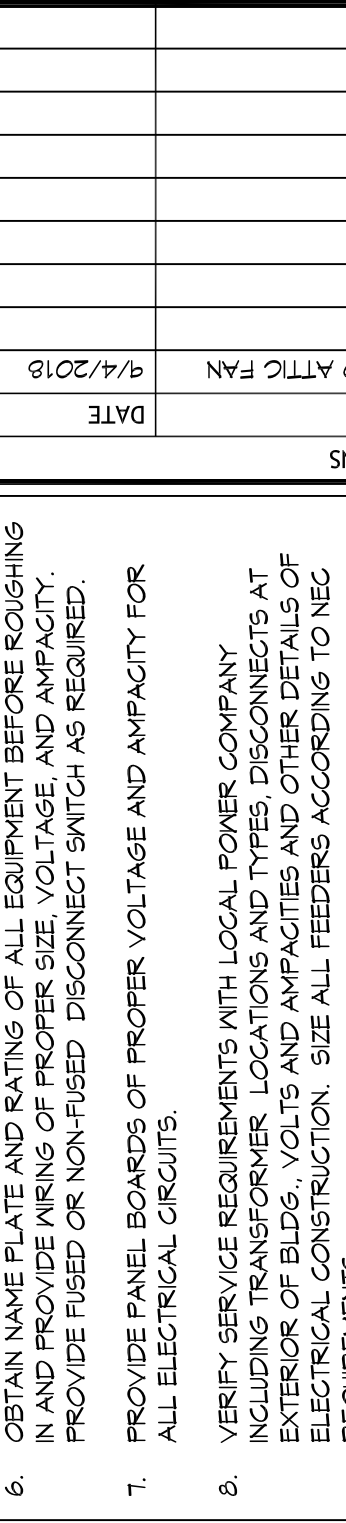 9/4/2018
ATTIC FAN
DATE
6. OBTAIN NAME PLATE AND RATING OF ALL EQUIPMENT BEFORE ROUGHING
IN AND PROVIDE WIRING OF PROPER SIZE, VOLTAGE, AND AMPACITY.
PROVIDE FUSED OR NON-FUSED DISCONNECT SWITCH AS REQUIRED.
7. PROVIDE PANEL BOARDS OF PROPER VOLTAGE AND AMPACITY FOR
ALL ELECTRICAL CIRCUITS.
8. VERIFY SERVICE REQUIREMENTS WITH LOCAL POWER COMPANY
INCLUDING TRANSFORMER LOCATIONS AND TYPES, DISCONNECTS AT
EXTERIOR OF BLDG., VOLTS AND AMPACITIES AND OTHER DETAILS OF
ELECTRICAL CONSTRUCTION. SIZE ALL FEEDERS ACCORDING TO NEC